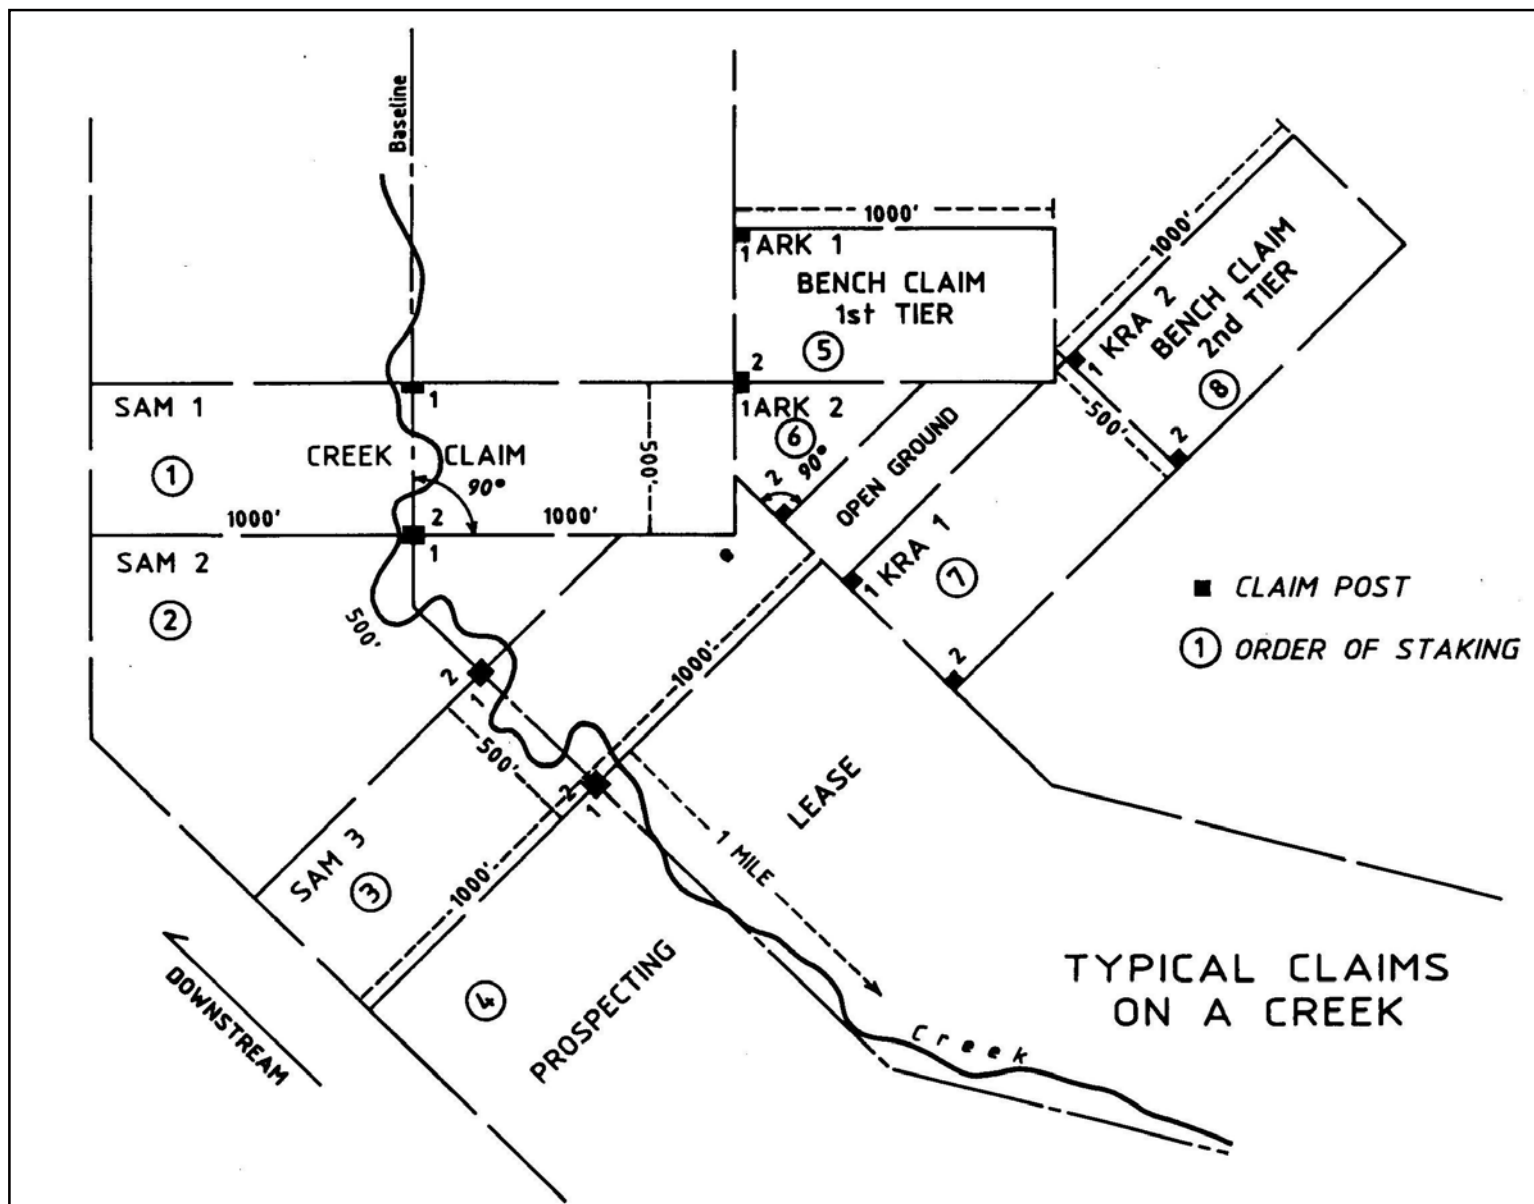 Baseline
1000'
1 ARK 1
BENCH CLAIM
1st TIER
5
1000'
KRA 2
BENCH CLAIM
2nd TIER
1
8
500'
2
SAM 1
1
2
1 ARK 2
6
CREEK CLAIM
500'
1
90°
2
90°
OPEN GROUND
1000'
2
1000'
1
SAM 2
2
500'
1 KRA 1
7
2
■ CLAIM POST
1 ORDER OF STAKING
2
1
500'
1000'
2
1
LEASE
1 MILE
SAM 3
3
1000'
4
PROSPECTING
DOWNSTREAM
Creek
TYPICAL CLAIMS
ON A CREEK